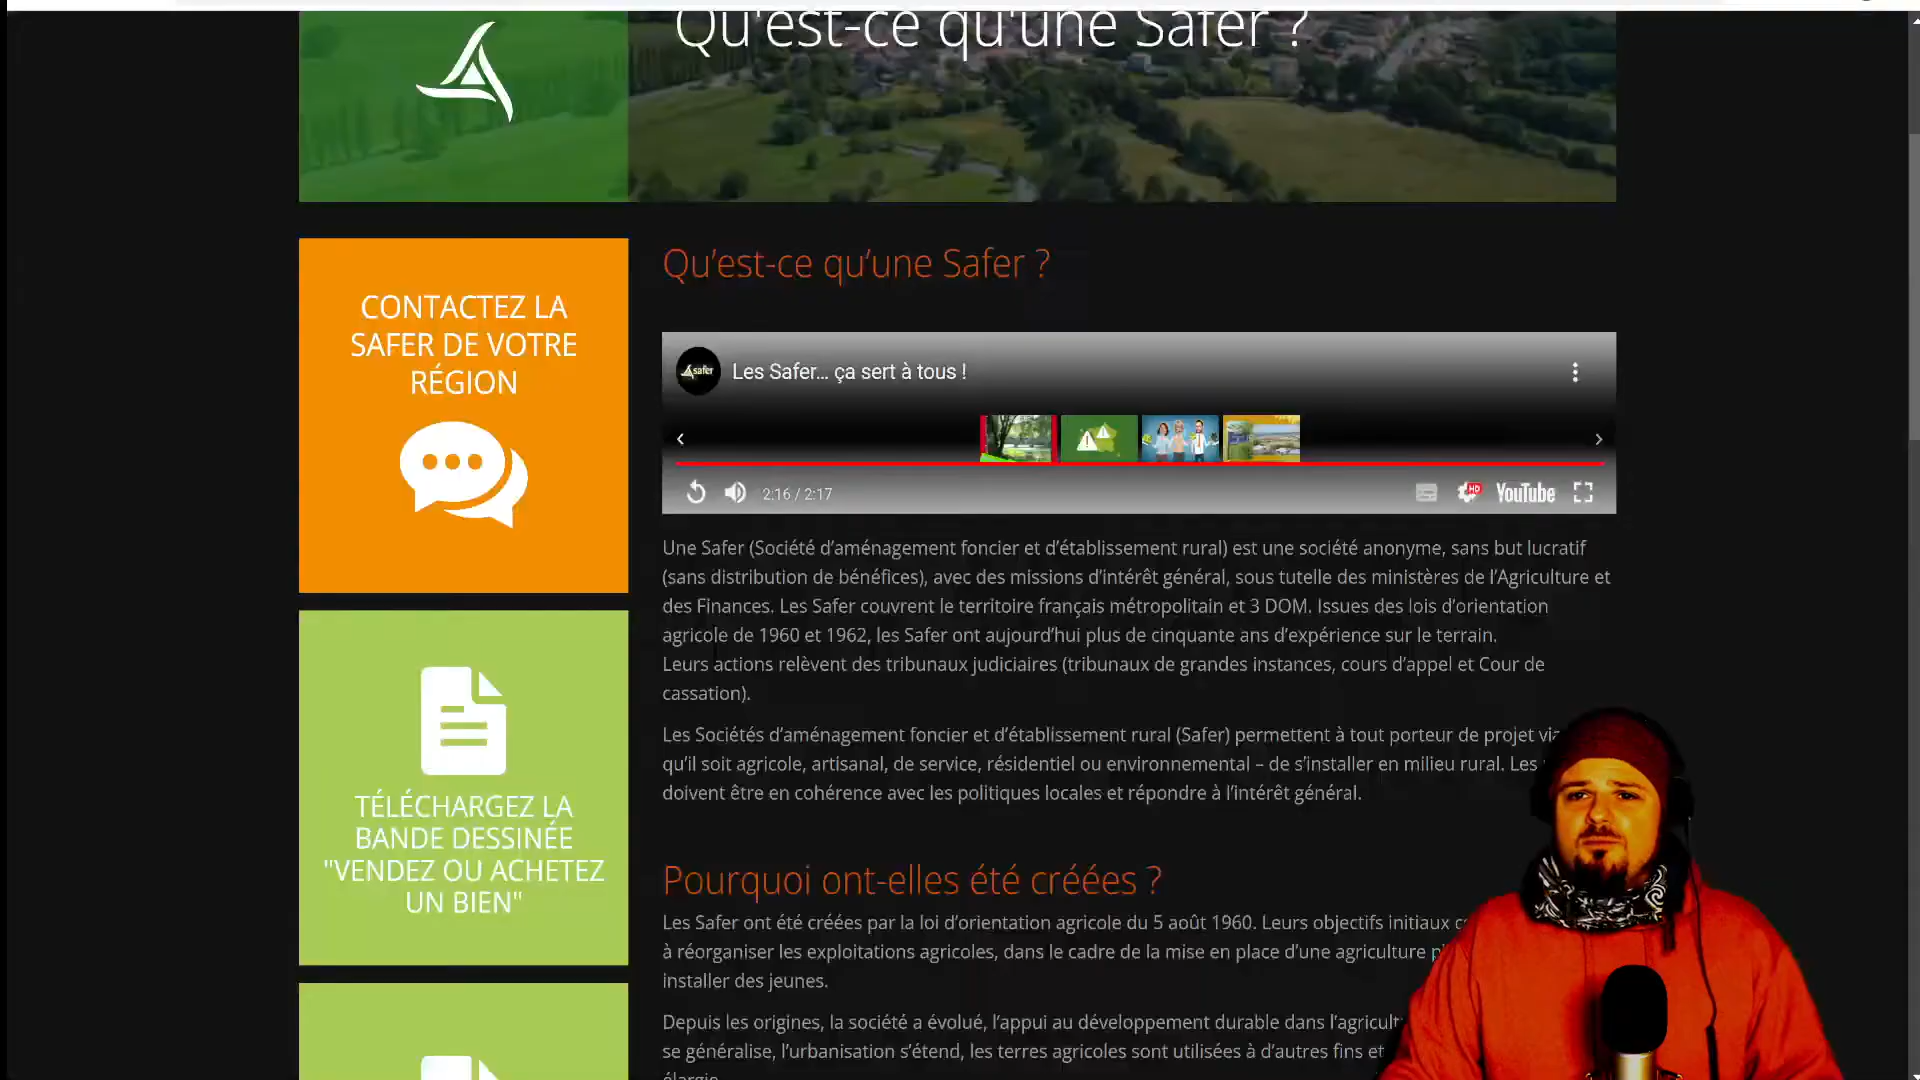 Qu'est-ce qu'une Safer ?
CONTACTEZ LA
SAFER DE VOTRE
RÉGION
TÉLÉCHARGEZ LA
BANDE DESSINÉE
"VENDEZ OU ACHETEZ
UN BIEN"
Qu’est-ce qu’une Safer ?
safer
Les Safer... ça sert à tous !
2:16 / 2:17
HD
YouTube
Une Safer (Société d’aménagement foncier et d’établissement rural) est une société anonyme, sans but lucratif
(sans distribution de bénéfices), avec des missions d’intérêt général, sous tutelle des ministères de l’Agriculture et
des Finances. Les Safer couvrent le territoire français métropolitain et 3 DOM. Issues des lois d’orientation
agricole de 1960 et 1962, les Safer ont aujourd’hui plus de cinquante ans d’expérience sur le terrain.
Leurs actions relèvent des tribunaux judiciaires (tribunaux de grandes instances, cours d’appel et Cour de
cassation).
Les Sociétés d’aménagement foncier et d’établissement rural (Safer) permettent à tout porteur de projet
qu’il soit agricole, artisanal, de service, résidentiel ou environnemental – de s’installer en milieu rural. Les
doivent être en cohérence avec les politiques locales et répondre à l’intérêt général.
Pourquoi ont-elles été créées ?
Les Safer ont été créées par la loi d’orientation agricole du 5 août 1960. Leurs objectifs initiaux
à réorganiser les exploitations agricoles, dans le cadre de la mise en place d’une agriculture
installer des jeunes.
Depuis les origines, la société a évolué, l’appui au développement durable dans
se généralise, l’urbanisation s’étend, les terres agricoles sont utilisées à d’autres fins et